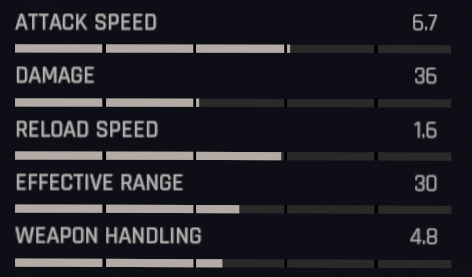 ATTACK SPEED 6.7
DAMAGE 36
RELOAD SPEED 1.6
EFFECTIVE RANGE 30
WEAPON HANDLING 4.8